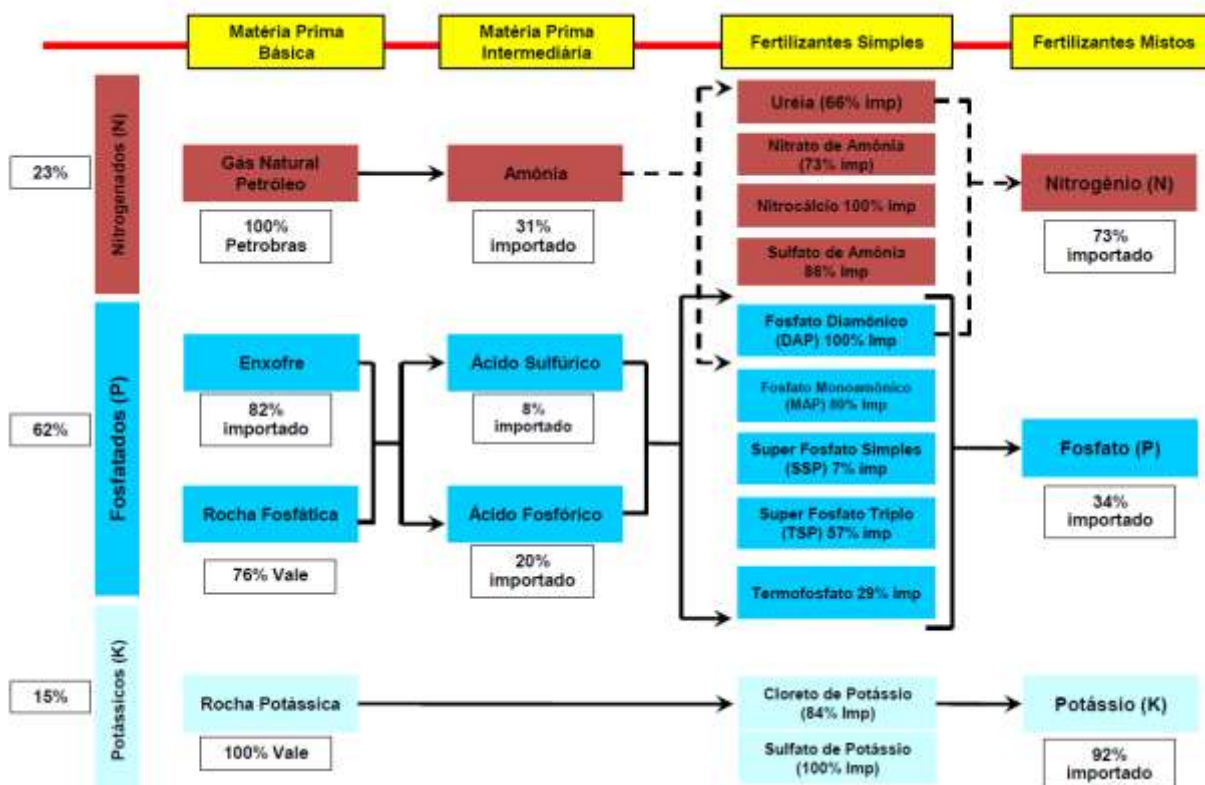 Matéria Prima
Básica
Matéria Prima
Intermediária
Fertilizantes Simples
Fertilizantes Mistos
Nitrogenados (N)
23%
Gás Natural
Petróleo
100%
Petrobras
Amônia
31%
importado
Uréia (66% imp)
Nitrato de Amônia
(73% imp)
Nitrocálcio 100% Imp
Sulfato de Amônia
86% imp
Nitrogênio (N)
73%
importado
Fosfatados (P)
62%
Enxofre
82%
importado
Rocha Fosfática
76% Vale
Ácido Sulfúrico
8%
importado
Ácido Fosfórico
20%
importado
Fosfato Diamônico
(DAP) 100% Imp
Fosfato Monoamônico
(MAP) 80% Imp
Super Fosfato Simples
(SSP) 7% imp
Super Fosfato Triplo
(TSP) 57% imp
Termofosfato 29% imp
Fosfato (P)
34%
importado
Potássicos (K)
15%
Rocha Potássica
100% Vale
Cloreto de Potássio
(84% Imp)
Sulfato de Potássio
(100% Imp)
Potássio (K)
92%
importado